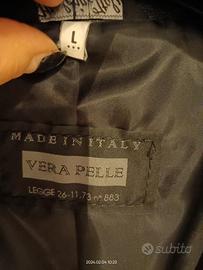 L
MADE IN ITALY
VERA PELLE
LEGGE 26-11.73 n° 883
2024-02-04 10:20
subito